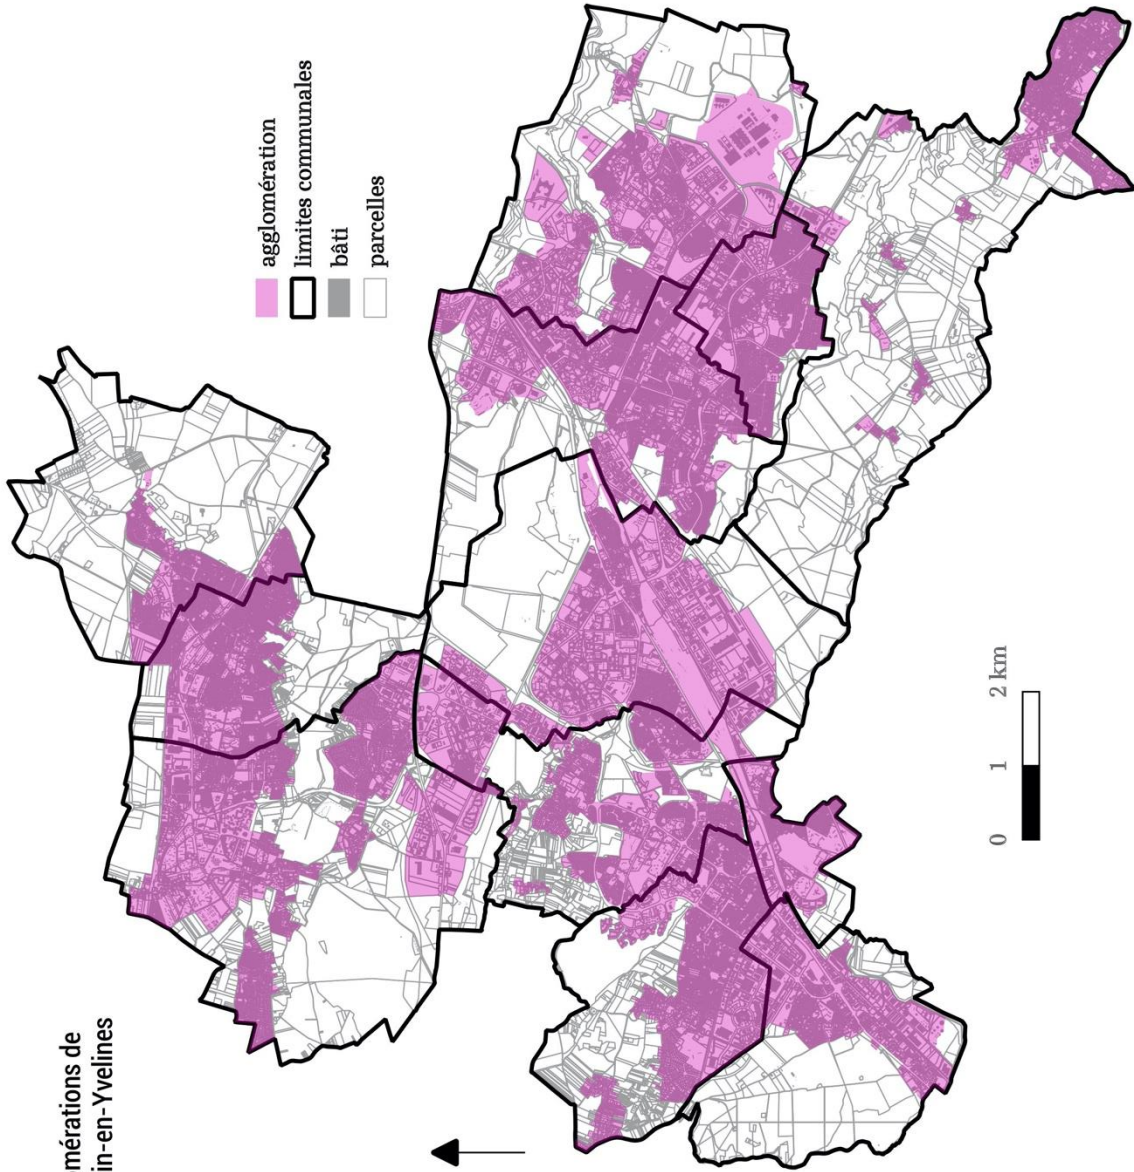 mérations de
in-en-Yvelines
agglomération
limites communales
bâti
parcelles
0 1 2 km